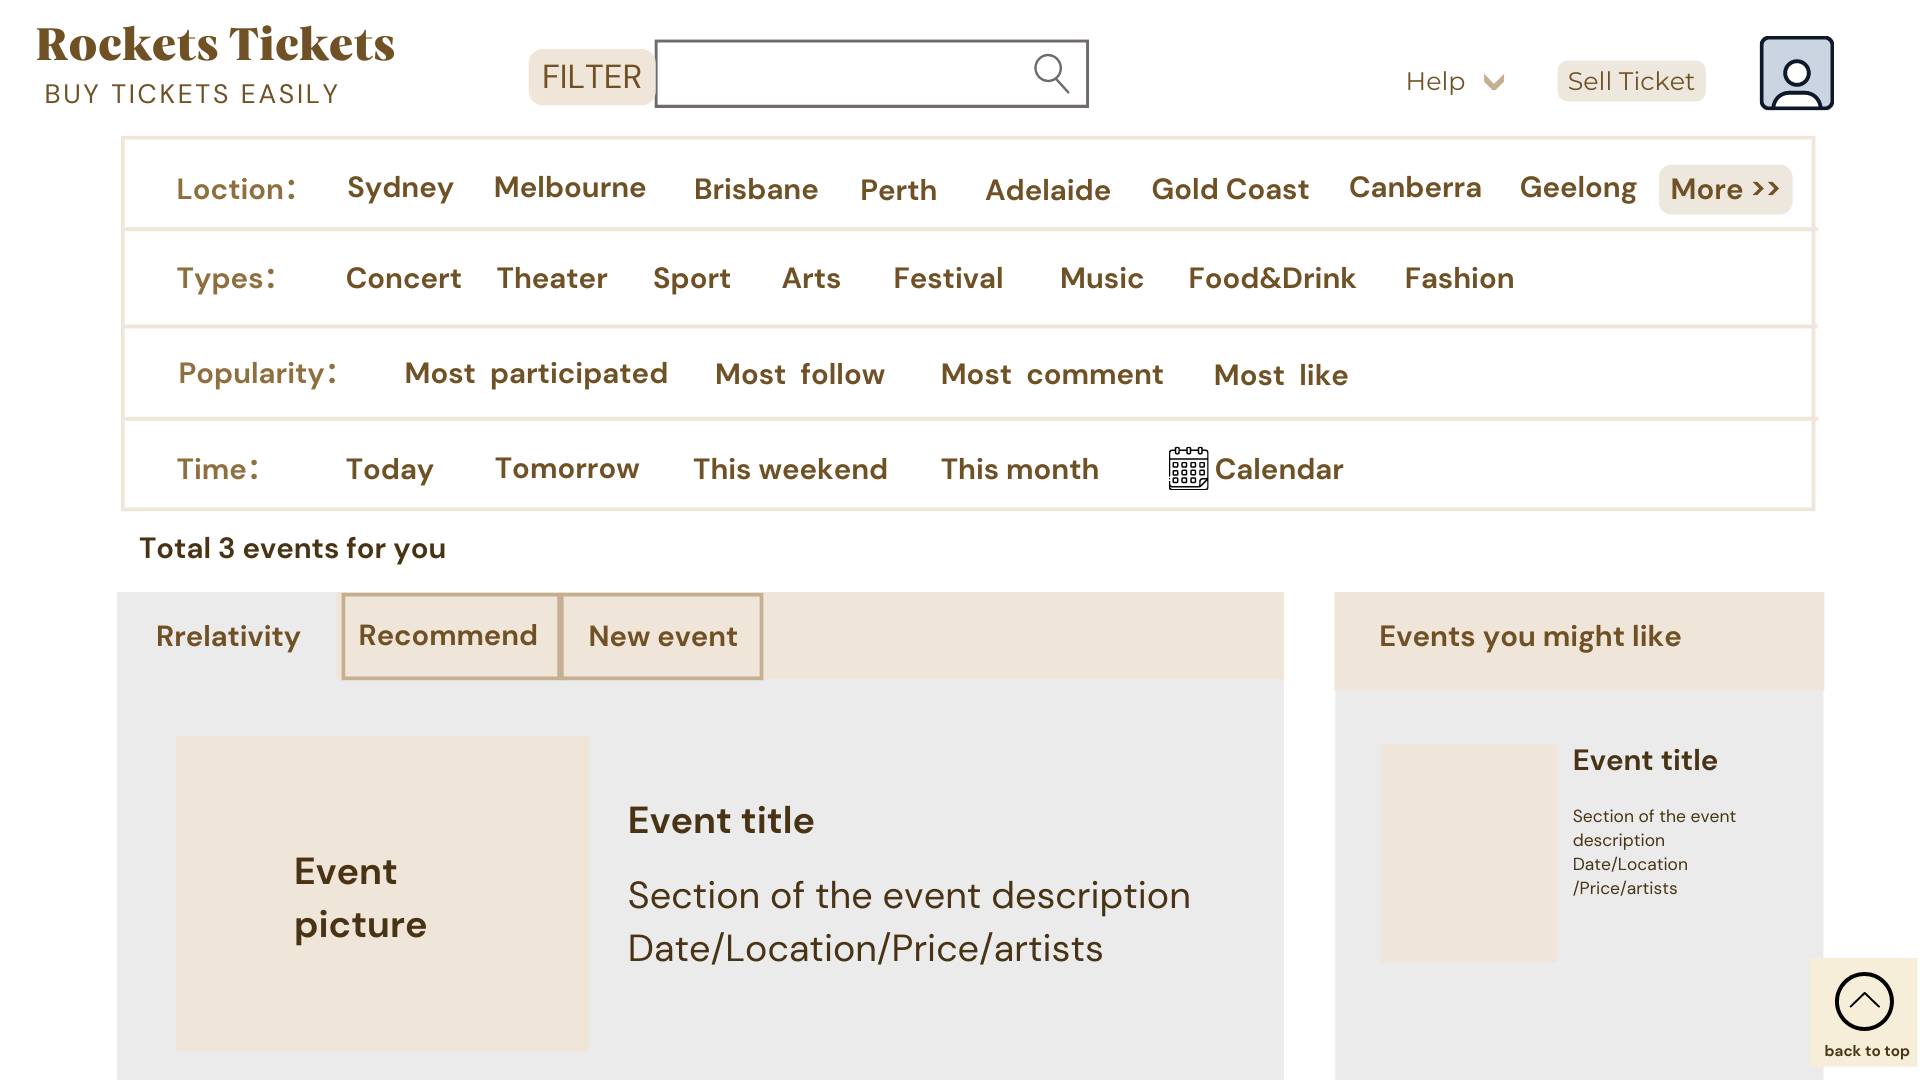 Rockets Tickets
BUY TICKETS EASILY
FILTER
Help
Sell Ticket
Loction: Sydney Melbourne Brisbane Perth Adelaide Gold Coast Canberra Geelong More >>
Types: Concert Theater Sport Arts Festival Music Food&Drink Fashion
Popularity: Most participated Most follow Most comment Most like
Time: Today Tomorrow This weekend This month Calendar
Total 3 events for you
Rrelativity Recommend New event
Event picture
Event title
Section of the event description
Date/Location/Price/artists
Events you might like
Event title
Section of the event
description
Date/Location
/Price/artists
back to top